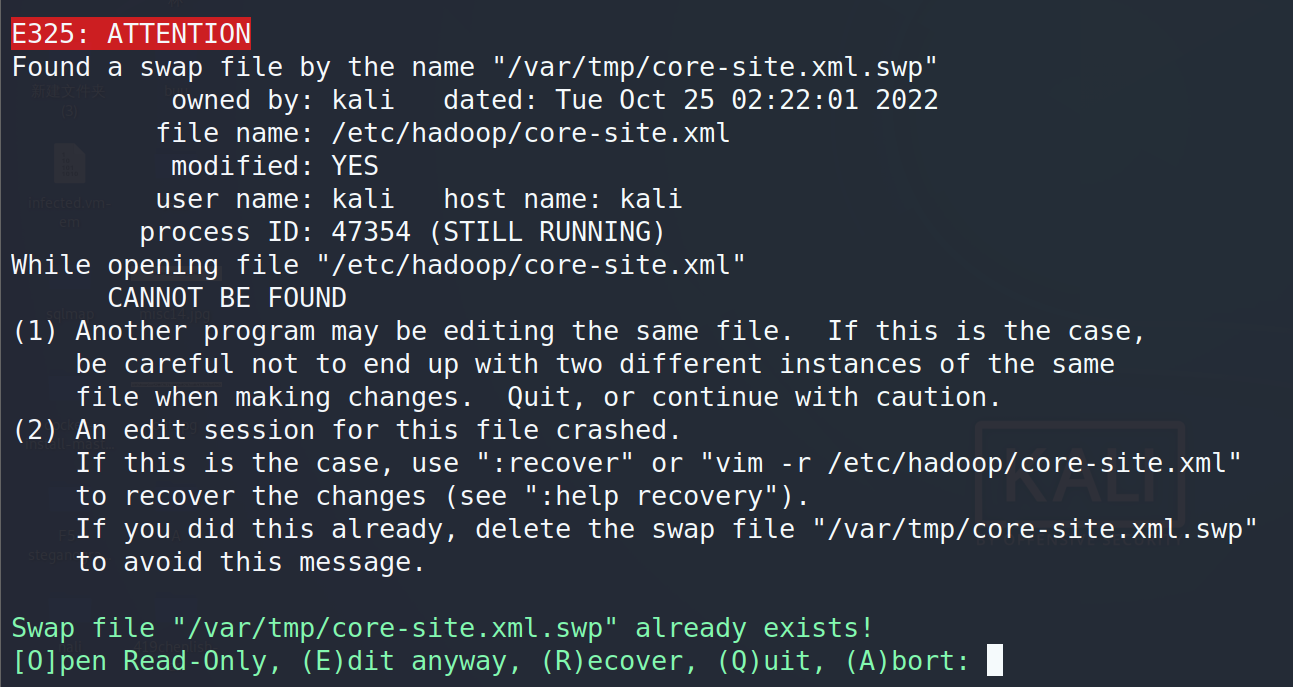 E325: ATTENTION
Found a swap file by the name "/var/tmp/core-site.xml.swp"
          owned by: kali   dated: Tue Oct 25 02:22:01 2022
         file name: /etc/hadoop/core-site.xml
          modified: YES
         user name: kali   host name: kali
        process ID: 47354 (STILL RUNNING)
While opening file "/etc/hadoop/core-site.xml"
      CANNOT BE FOUND
(1) Another program may be editing the same file.  If this is the case,
    be careful not to end up with two different instances of the same
    file when making changes.  Quit, or continue with caution.
(2) An edit session for this file crashed.
    If this is the case, use ":recover" or "vim -r /etc/hadoop/core-site.xml"
    to recover the changes (see ":help recovery").
    If you did this already, delete the swap file "/var/tmp/core-site.xml.swp"
    to avoid this message.
Swap file "/var/tmp/core-site.xml.swp" already exists!
[O]pen Read-Only, (E)dit anyway, (R)ecover, (Q)uit, (A)bort:
KALI